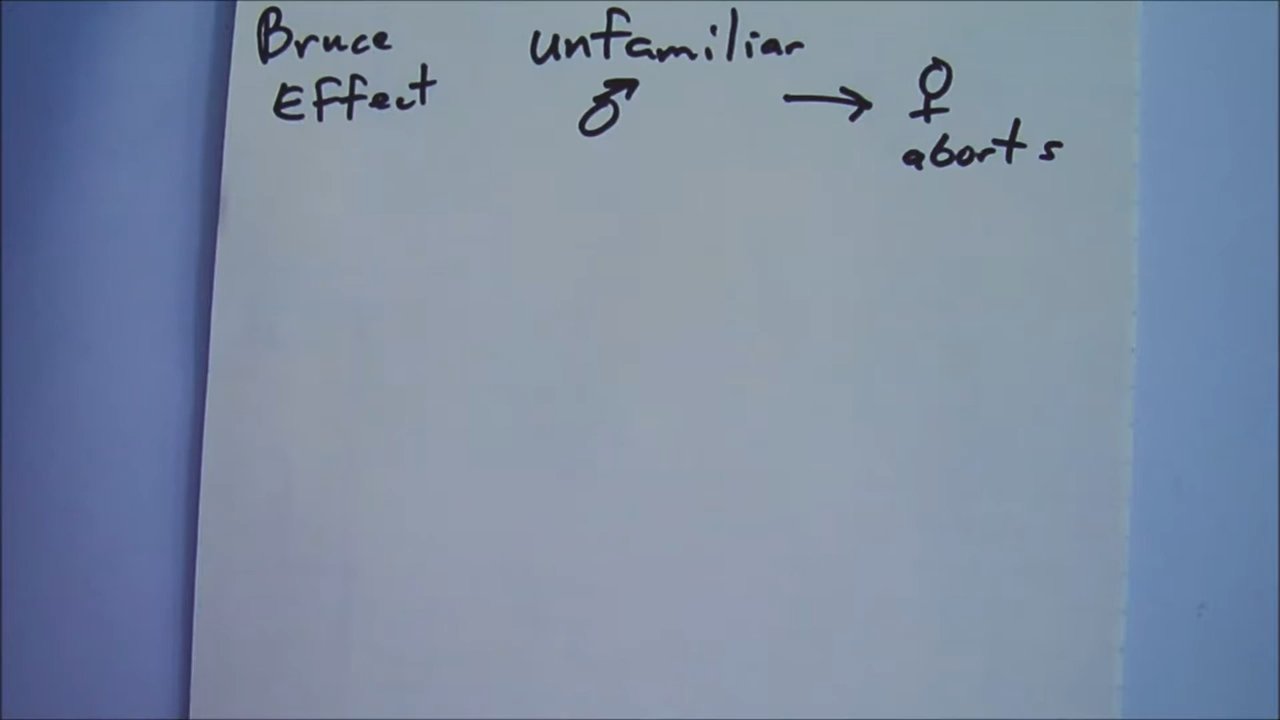 Bruce
Effect
unfamiliar
♂ → ♀
aborts